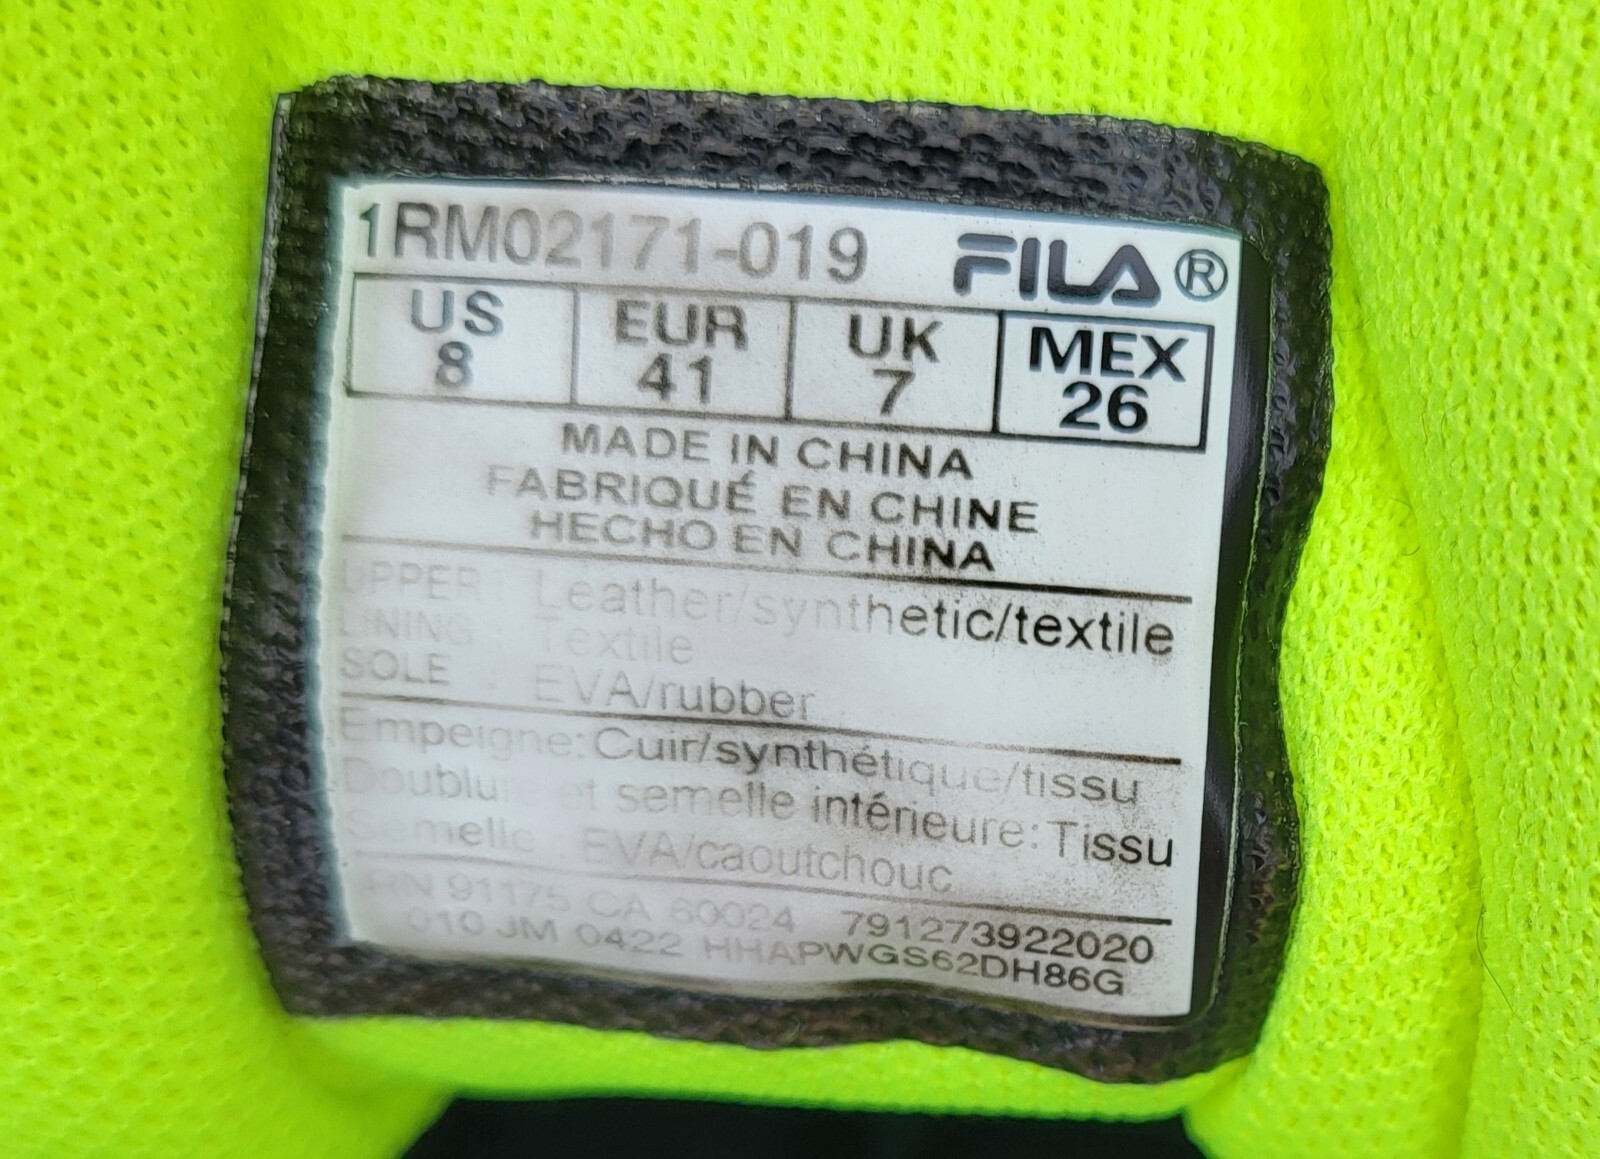 1RM02171-019 FILA®
US EUR UK MEX
8 41 7 26
MADE IN CHINA
FABRIQUÉ EN CHINE
HECHO EN CHINA
UPPER : Leather/synthetic/textile
LINING : Textile
SOLE : EVA/rubber
Empeigne: Cuir/synthétique/tissu
et semelle intérieure: Tissu
Semelle : EVA/caoutchouc
RN 91175 CA 60024 791273922020
010 JM 0422 HHAPWGS62DH86G